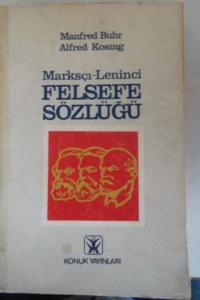 Manfred Buhr
Alfred Kosing
Marksçı-Leninci
FELSEFE
SÖZLÜĞÜ
KONUK YAYINLARI